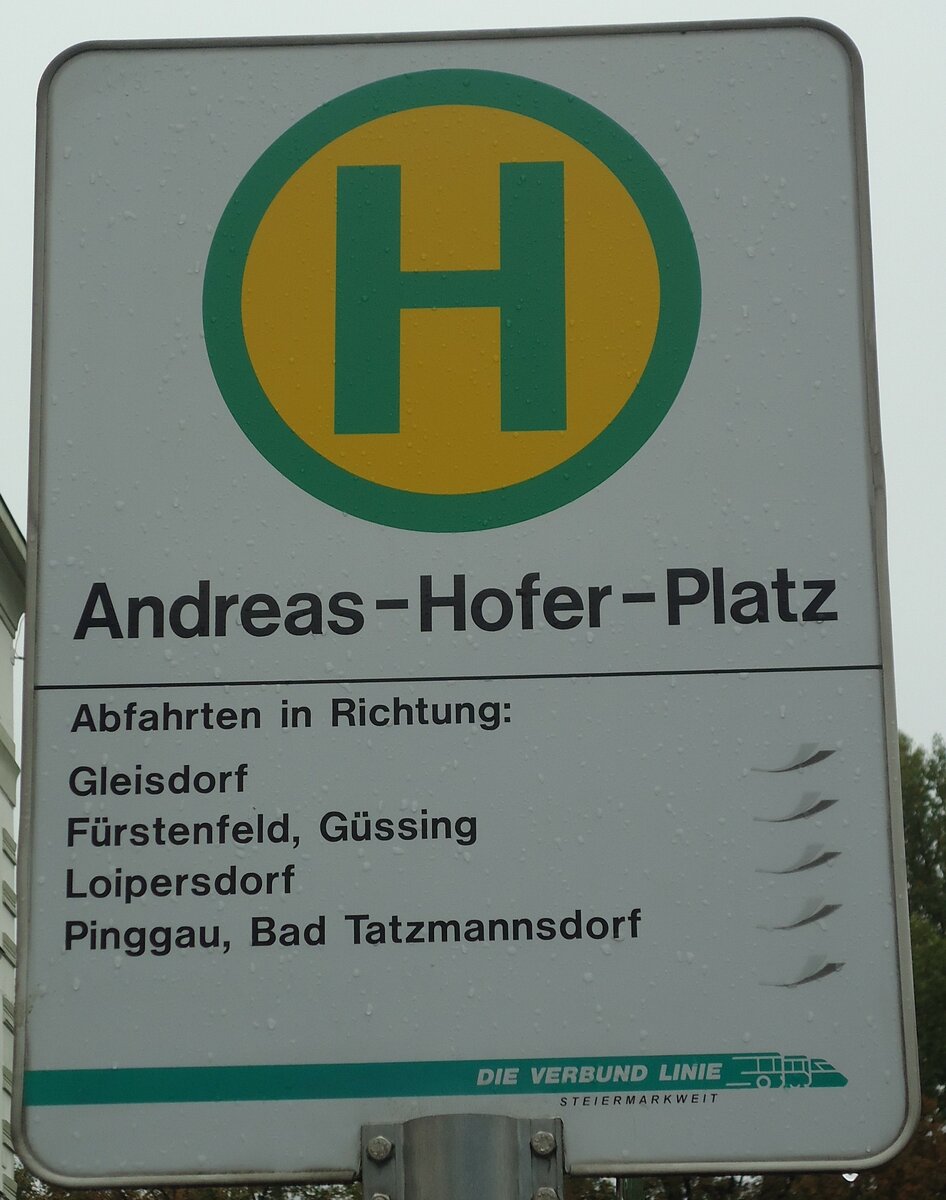 H
Andreas-Hofer-Platz
Abfahrten in Richtung:
Gleisdorf
Fürstenfeld, Güssing
Loipersdorf
Pinggau, Bad Tatzmannsdorf
DIE VERBUND LINIE
STEIERMARKWEIT